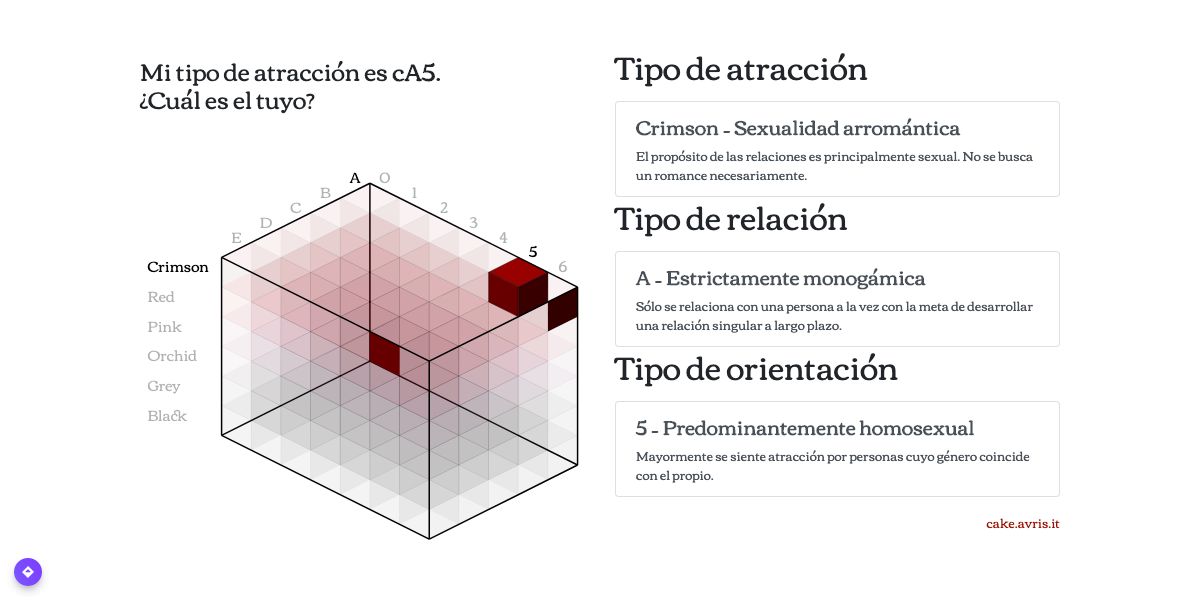 Mi tipo de atracción es cA5.
¿Cuál es el tuyo?
A
0
B
1
C
2
D
3
E
4
5
6
Crimson
Red
Pink
Orchid
Grey
Black
Tipo de atracción
Crimson - Sexualidad arromántica
El propósito de las relaciones es principalmente sexual. No se busca
un romance necesariamente.
Tipo de relación
A - Estrictamente monogámica
Sólo se relaciona con una persona a la vez con la meta de desarrollar
una relación singular a largo plazo.
Tipo de orientación
5 - Predominantemente homosexual
Mayormente se siente atracción por personas cuyo género coincide
con el propio.
cake.avris.it